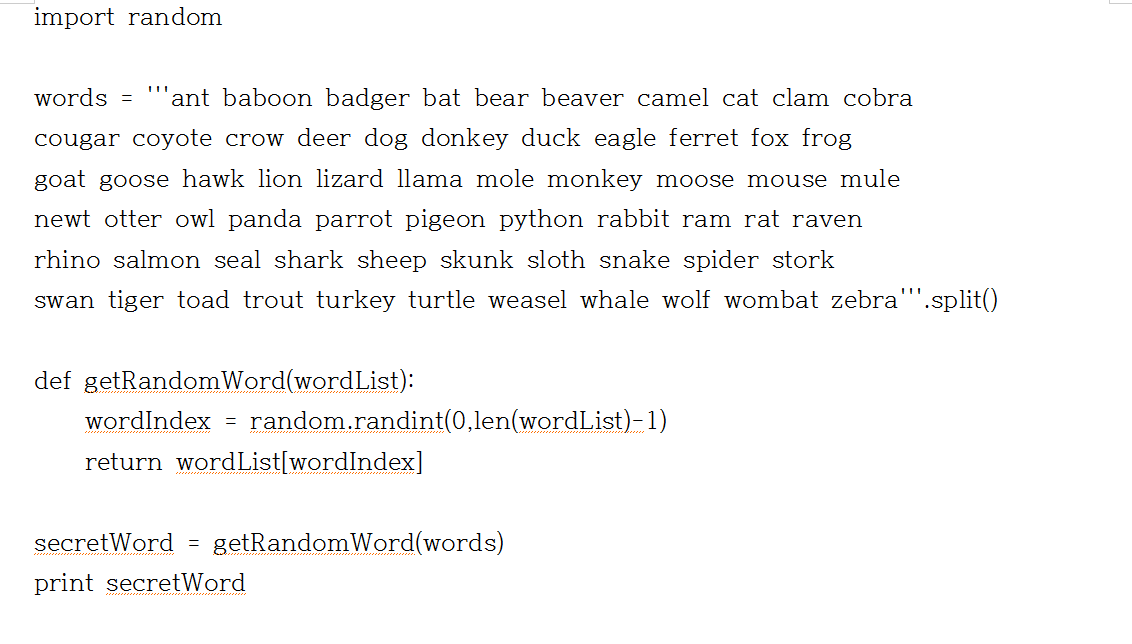 import random
words = '''ant baboon badger bat bear beaver camel cat clam cobra
cougar coyote crow deer dog donkey duck eagle ferret fox frog
goat goose hawk lion lizard llama mole monkey moose mouse mule
newt otter owl panda parrot pigeon python rabbit ram rat raven
rhino salmon seal shark sheep skunk sloth snake spider stork
swan tiger toad trout turkey turtle weasel whale wolf wombat zebra'''.split()
def getRandomWord(wordList):
    wordIndex = random.randint(0,len(wordList)-1)
    return wordList[wordIndex]
secretWord = getRandomWord(words)
print secretWord